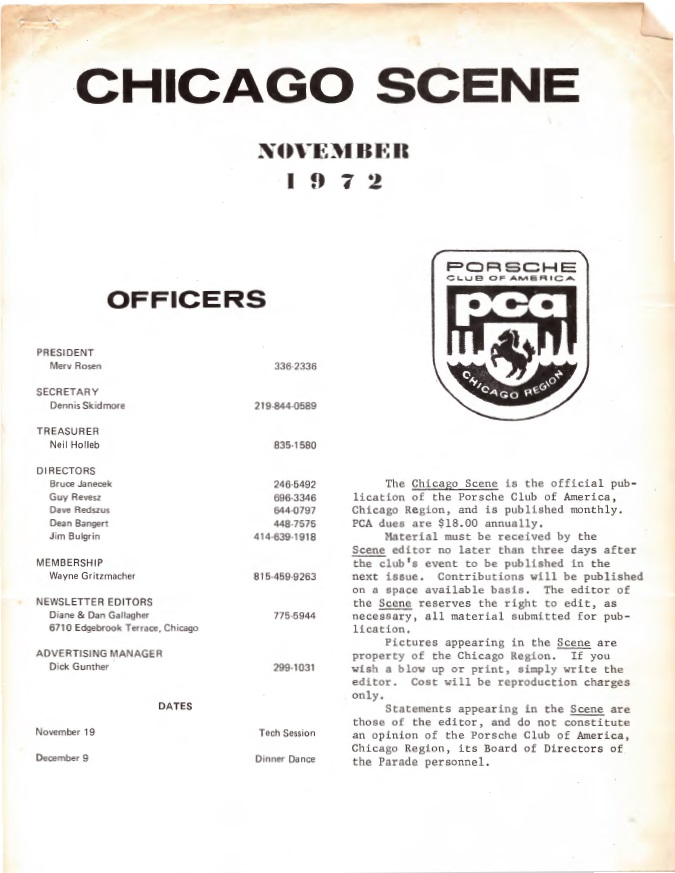 CHICAGO SCENE
NOVEMBER
1972
PORSCHE
CLUB OF AMERICA
pca
CHICAGO REGION
OFFICERS
PRESIDENT
Merv Rosen 336-2336
SECRETARY
Dennis Skidmore 219-844-0589
TREASURER
Neil Holleb 835-1580
DIRECTORS
Bruce Janecek 246-5492
Guy Revesz 696-3346
Dave Redszus 644-0797
Dean Bangert 448-7575
Jim Bulgrin 414-639-1918
MEMBERSHIP
Wayne Gritzmacher 815-459-9263
NEWSLETTER EDITORS
Diane & Dan Gallagher 775-5944
6710 Edgebrook Terrace, Chicago
ADVERTISING MANAGER
Dick Gunther 299-1031
DATES
November 19 Tech Session
December 9 Dinner Dance
The Chicago Scene is the official pub-
lication of the Porsche Club of America,
Chicago Region, and is published monthly.
PCA dues are $18.00 annually.
Material must be received by the
Scene editor no later than three days after
the club's event to be published in the
next issue. Contributions will be published
on a space available basis. The editor of
the Scene reserves the right to edit, as
necessary, all material submitted for pub-
lication.
Pictures appearing in the Scene are
property of the Chicago Region. If you
wish a blow up or print, simply write the
editor. Cost will be reproduction charges
only.
Statements appearing in the Scene are
those of the editor, and do not constitute
an opinion of the Porsche Club of America,
Chicago Region, its Board of Directors of
the Parade personnel.